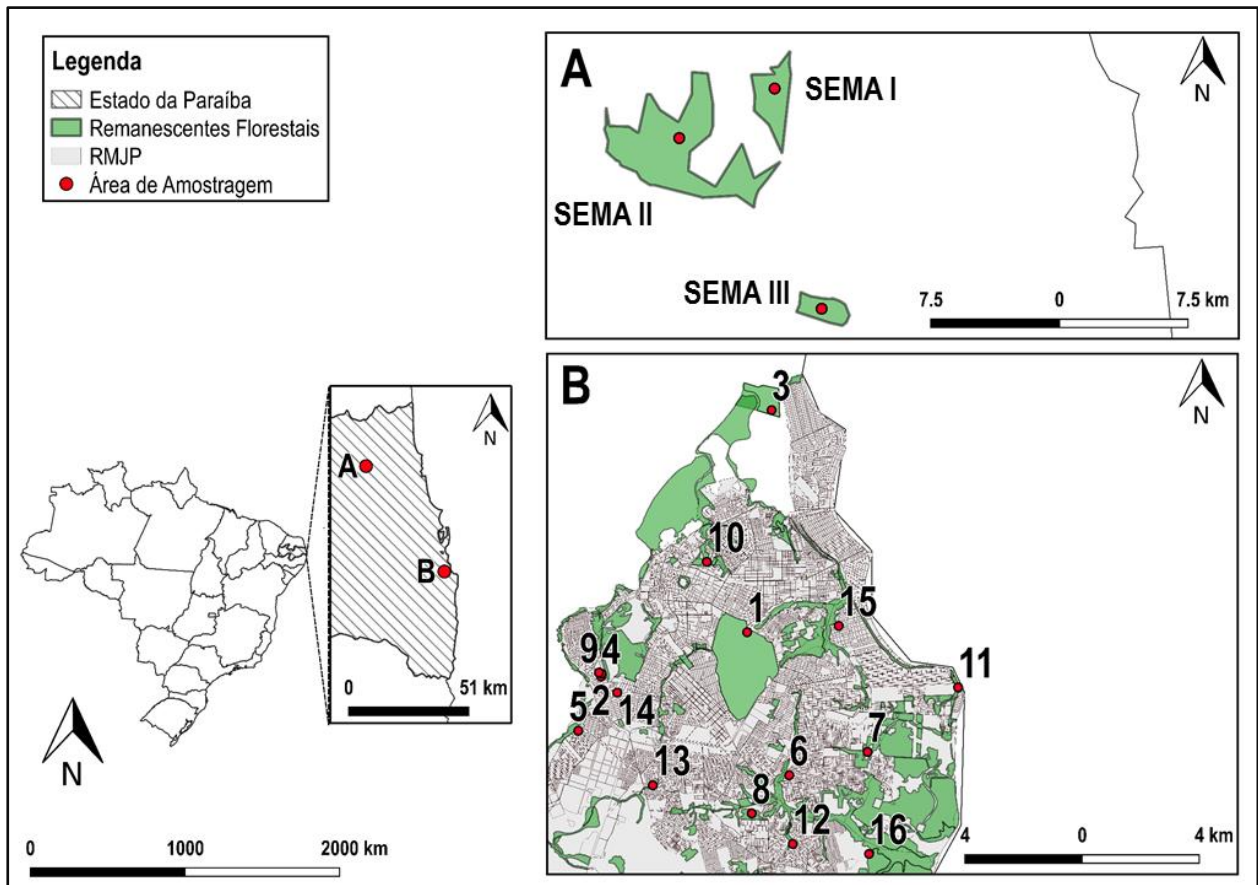 Legenda
Estado da Paraíba
Remanescentes Florestais
RMJP
Área de Amostragem
A
SEMA I
N
SEMA II
SEMA III
7.5 0 7.5 km
B
N
3
10
1
15
94
11
2
14
5
7
13
6
8
12
16
4 0 4 km
N
A
B
0 51 km
N
0 1000 2000 km